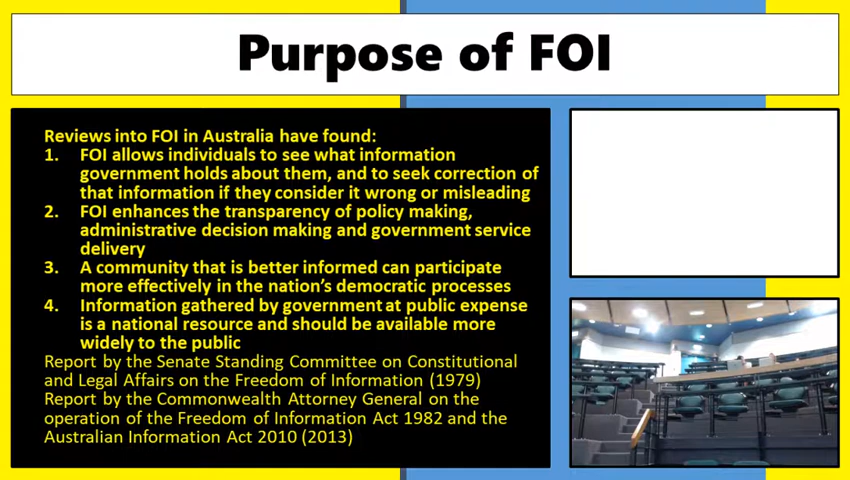 Purpose of FOI
Reviews into FOI in Australia have found:
1. FOI allows individuals to see what information
government holds about them, and to seek correction of
that information if they consider it wrong or misleading
2. FOI enhances the transparency of policy making,
administrative decision making and government service
delivery
3. A community that is better informed can participate
more effectively in the nation’s democratic processes
4. Information gathered by government at public expense
is a national resource and should be available more
widely to the public
Report by the Senate Standing Committee on Constitutional
and Legal Affairs on the Freedom of Information (1979)
Report by the Commonwealth Attorney General on the
operation of the Freedom of Information Act 1982 and the
Australian Information Act 2010 (2013)